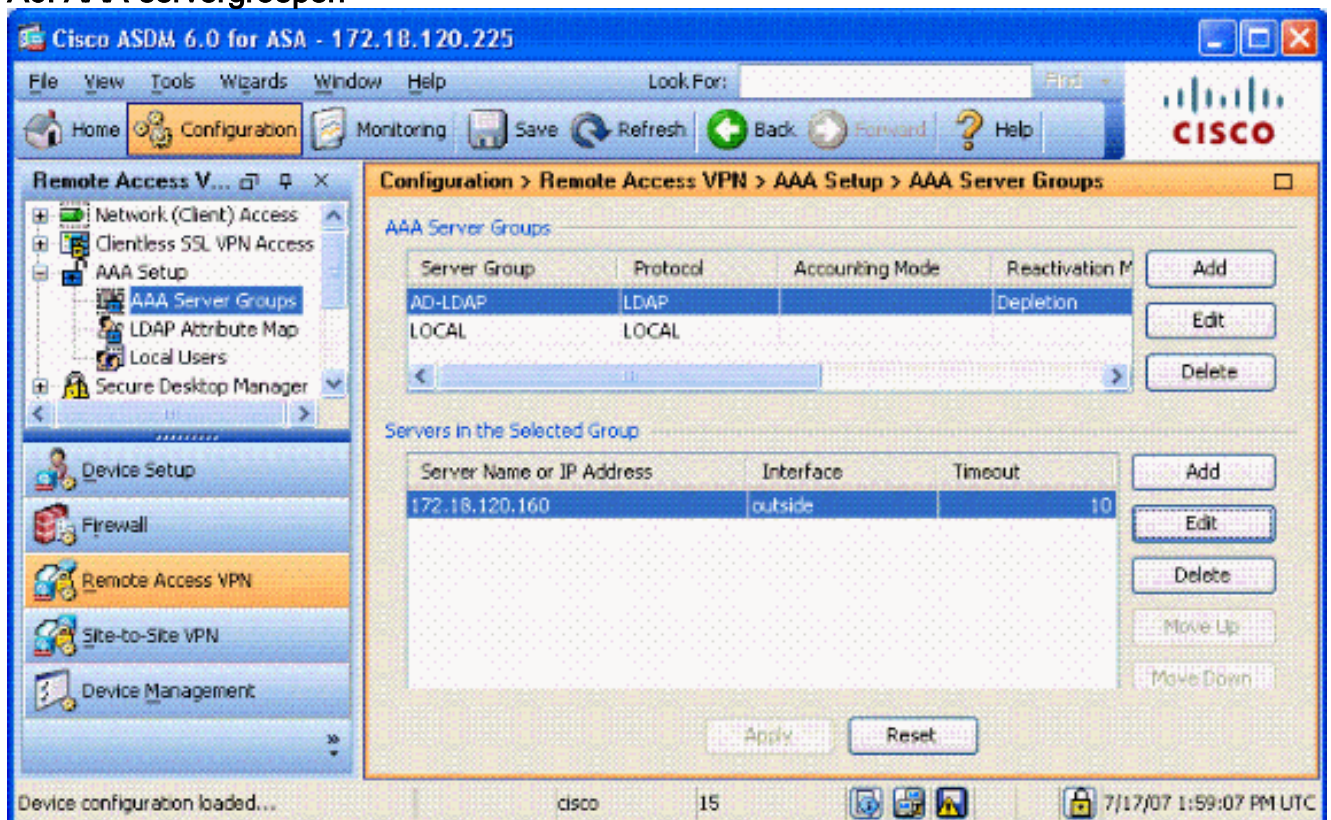 Cisco ASDM 6.0 for ASA - 172.18.120.225
File View Tools Wizards Window Help Look For: Find
Home Configuration Monitoring Save Refresh Back Forward Help
CISCO
Remote Access V...
Network (Client) Access
Clientless SSL VPN Access
AAA Setup
AAA Server Groups
LDAP Attribute Map
Local Users
Secure Desktop Manager
Device Setup
Firewall
Remote Access VPN
Site-to-Site VPN
Device Management
Configuration > Remote Access VPN > AAA Setup > AAA Server Groups
AAA Server Groups
Server Group Protocol Accounting Mode Reactivation M
AD-LDAP LDAP Depletion
LOCAL LOCAL
Add
Edit
Delete
Servers in the Selected Group
Server Name or IP Address Interface Timeout
172.18.120.160 outside 10
Add
Edit
Delete
Move Up
Move Down
Apply Reset
Device configuration loaded... cisco 15 7/17/07 1:59:07 PM UTC